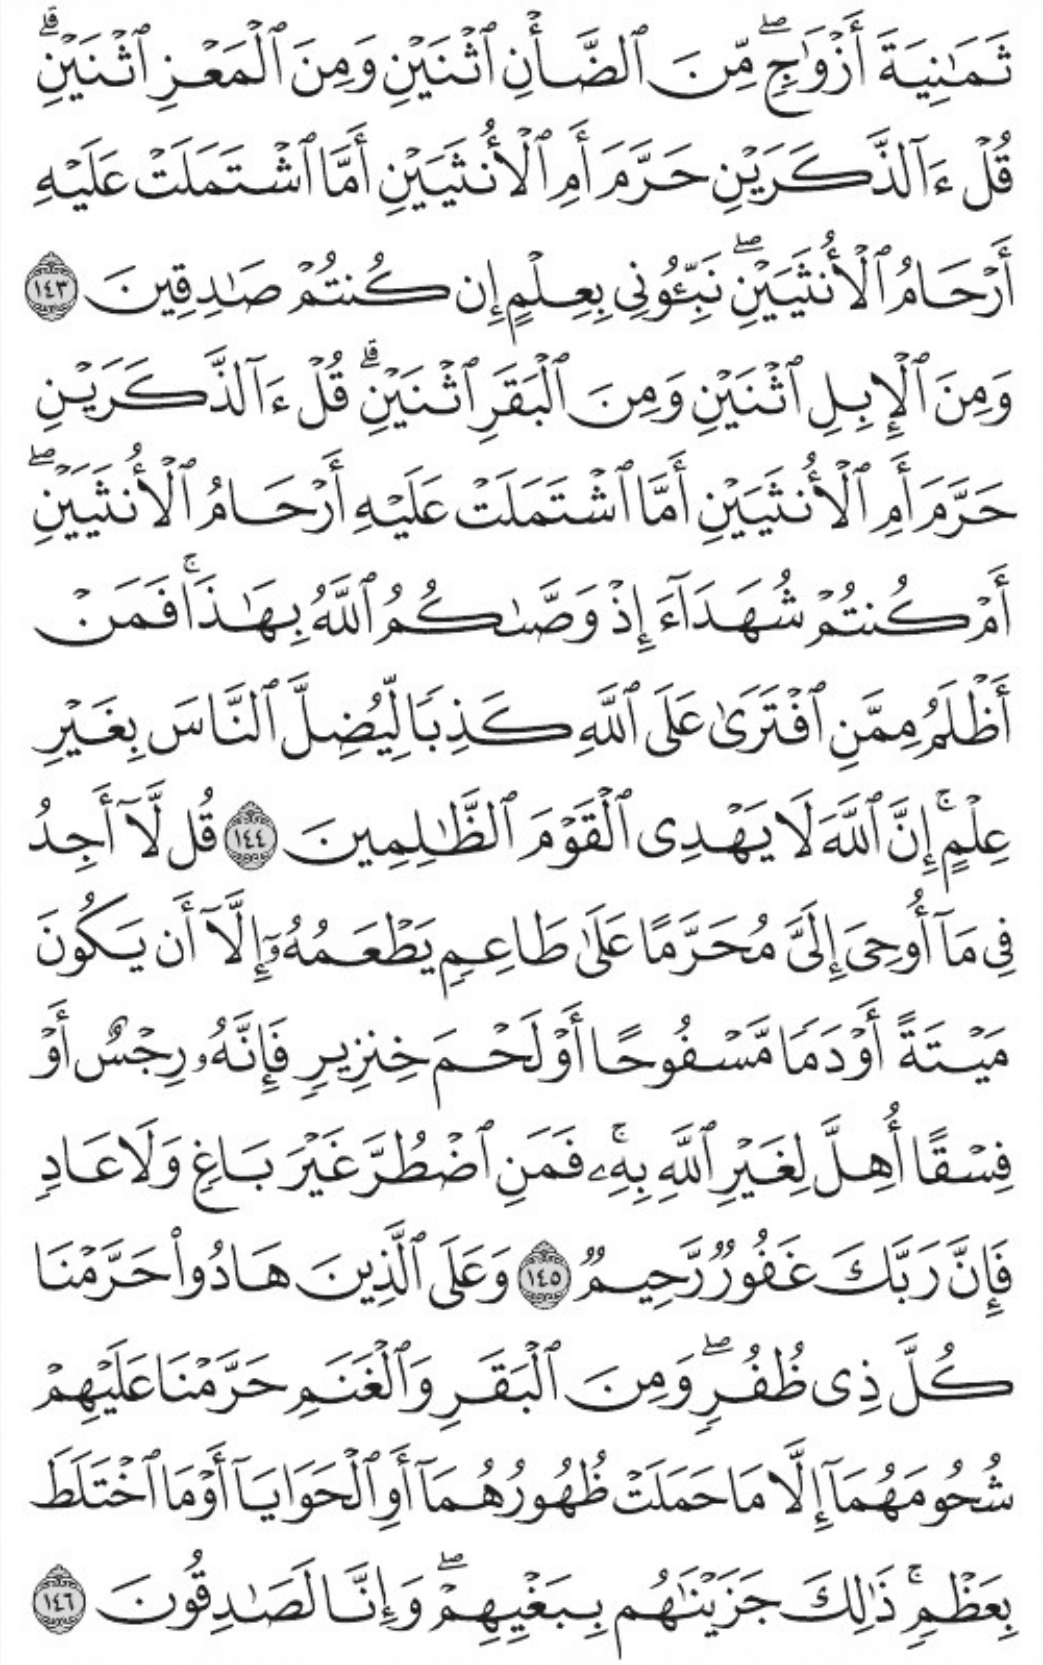 ثَمَٰنِيَةَ أَزْوَٰجٍۖ مِّنَ ٱلضَّأْنِ ٱثْنَيْنِ وَمِنَ ٱلْمَعْزِ ٱثْنَيْنِۗ
قُلْ ءَآلذَّكَرَيْنِ حَرَّمَ أَمِ ٱلْأُنثَيَيْنِ أَمَّا ٱشْتَمَلَتْ عَلَيْهِ
أَرْحَامُ ٱلْأُنثَيَيْنِۖ نَبِّـُٔونِى بِعِلْمٍ إِن كُنتُمْ صَٰدِقِينَ ١٤٣
وَمِنَ ٱلْإِبِلِ ٱثْنَيْنِ وَمِنَ ٱلْبَقَرِ ٱثْنَيْنِۗ قُلْ ءَآلذَّكَرَيْنِ
حَرَّمَ أَمِ ٱلْأُنثَيَيْنِ أَمَّا ٱشْتَمَلَتْ عَلَيْهِ أَرْحَامُ ٱلْأُنثَيَيْنِۖ
أَمْ كُنتُمْ شُهَدَآءَ إِذْ وَصَّىٰكُمُ ٱللَّهُ بِهَٰذَاۚ فَمَنْ
أَظْلَمُ مِمَّنِ ٱفْتَرَىٰ عَلَى ٱللَّهِ كَذِبًا لِّيُضِلَّ ٱلنَّاسَ بِغَيْرِ
عِلْمٍۚ إِنَّ ٱللَّهَ لَا يَهْدِى ٱلْقَوْمَ ٱلظَّٰلِمِينَ ١٤٤ قُل لَّآ أَجِدُ
فِى مَآ أُوحِىَ إِلَىَّ مُحَرَّمًا عَلَىٰ طَاعِمٍ يَطْعَمُهُۥٓ إِلَّآ أَن يَكُونَ
مَيْتَةً أَوْ دَمًا مَّسْفُوحًا أَوْ لَحْمَ خِنزِيرٍ فَإِنَّهُۥ رِجْسٌ أَوْ
فِسْقًا أُهِلَّ لِغَيْرِ ٱللَّهِ بِهِۦۚ فَمَنِ ٱضْطُرَّ غَيْرَ بَاغٍ وَلَا عَادٍ
فَإِنَّ رَبَّكَ غَفُورٌ رَّحِيمٌ ١٤٥ وَعَلَى ٱلَّذِينَ هَادُوا۟ حَرَّمْنَا
كُلَّ ذِى ظُفُرٍۖ وَمِنَ ٱلْبَقَرِ وَٱلْغَنَمِ حَرَّمْنَا عَلَيْهِمْ
شُحُومَهُمَآ إِلَّا مَا حَمَلَتْ ظُهُورُهُمَآ أَوِ ٱلْحَوَايَآ أَوْ مَا ٱخْتَلَطَ
بِعَظْمٍۚ ذَٰلِكَ جَزَيْنَٰهُم بِبَغْيِهِمْۖ وَإِنَّا لَصَٰدِقُونَ ١٤٦